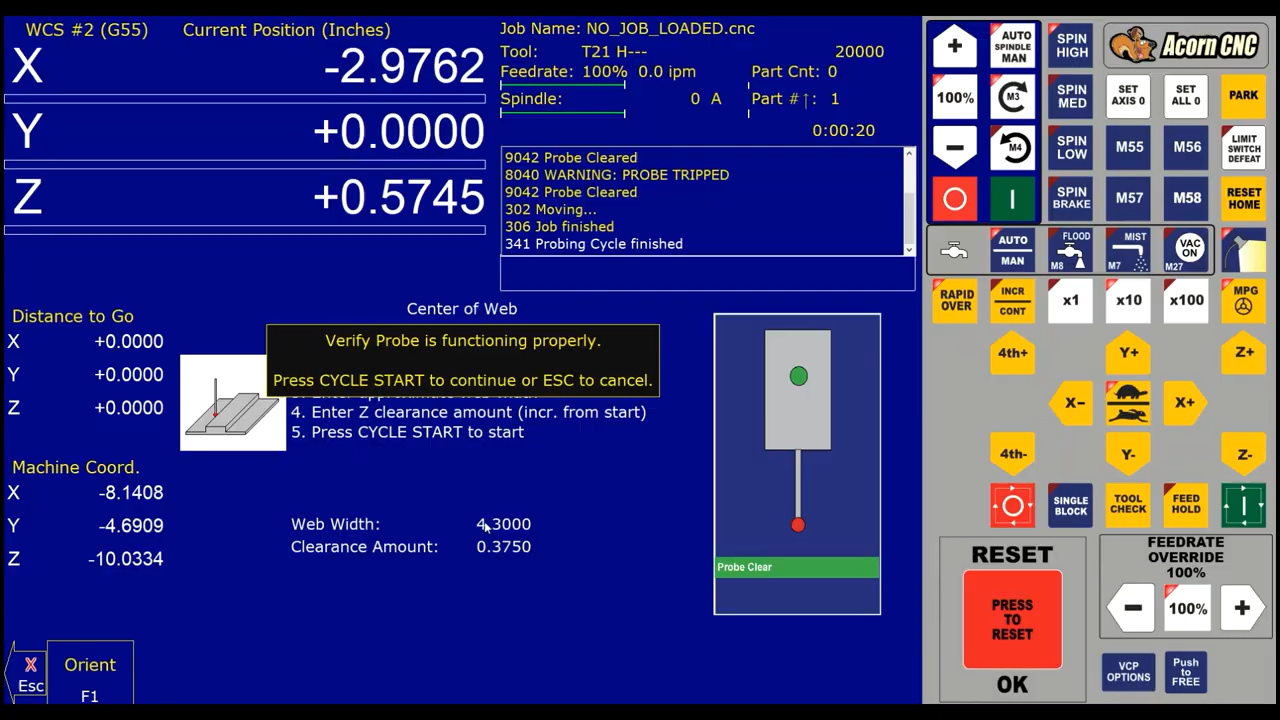 WCS #2 (G55)
Current Position (Inches)
X -2.9762
Y +0.0000
Z +0.5745
Job Name: NO_JOB_LOADED.cnc
Tool: T21 H--- 20000
Feedrate: 100% 0.0 ipm Part Cnt: 0
Spindle: 0 A Part #↑: 1
0:00:20
9042 Probe Cleared
8040 WARNING: PROBE TRIPPED
9042 Probe Cleared
302 Moving...
306 Job finished
341 Probing Cycle finished
Distance to Go
X +0.0000
Y +0.0000
Z +0.0000
Machine Coord.
X -8.1408
Y -4.6909
Z -10.0334
Center of Web
Verify Probe is functioning properly.
Press CYCLE START to continue or ESC to cancel.
4. Enter Z clearance amount (incr. from start)
5. Press CYCLE START to start
Web Width: 4.3000
Clearance Amount: 0.3750
Probe Clear
X
Esc
Orient
F1
+
AUTO
SPINDLE
MAN
SPIN
HIGH
Acorn CNC
100%
M3
SPIN
MED
SET
AXIS 0
SET
ALL 0
PARK
-
M4
SPIN
LOW
M55
M56
LIMIT
SWITCH
DEFEAT
SPIN
BRAKE
M57
M58
RESET
HOME
AUTO
MAN
FLOOD
M8
MIST
M7
VAC
ON
M27
RAPID
OVER
INCR
CONT
x1
x10
x100
MPG
4th+
Y+
Z+
X-
X+
4th-
Y-
Z-
SINGLE
BLOCK
TOOL
CHECK
FEED
HOLD
RESET
PRESS
TO
RESET
OK
FEEDRATE
OVERRIDE
100%
-
100%
+
VCP
OPTIONS
Push
to
FREE